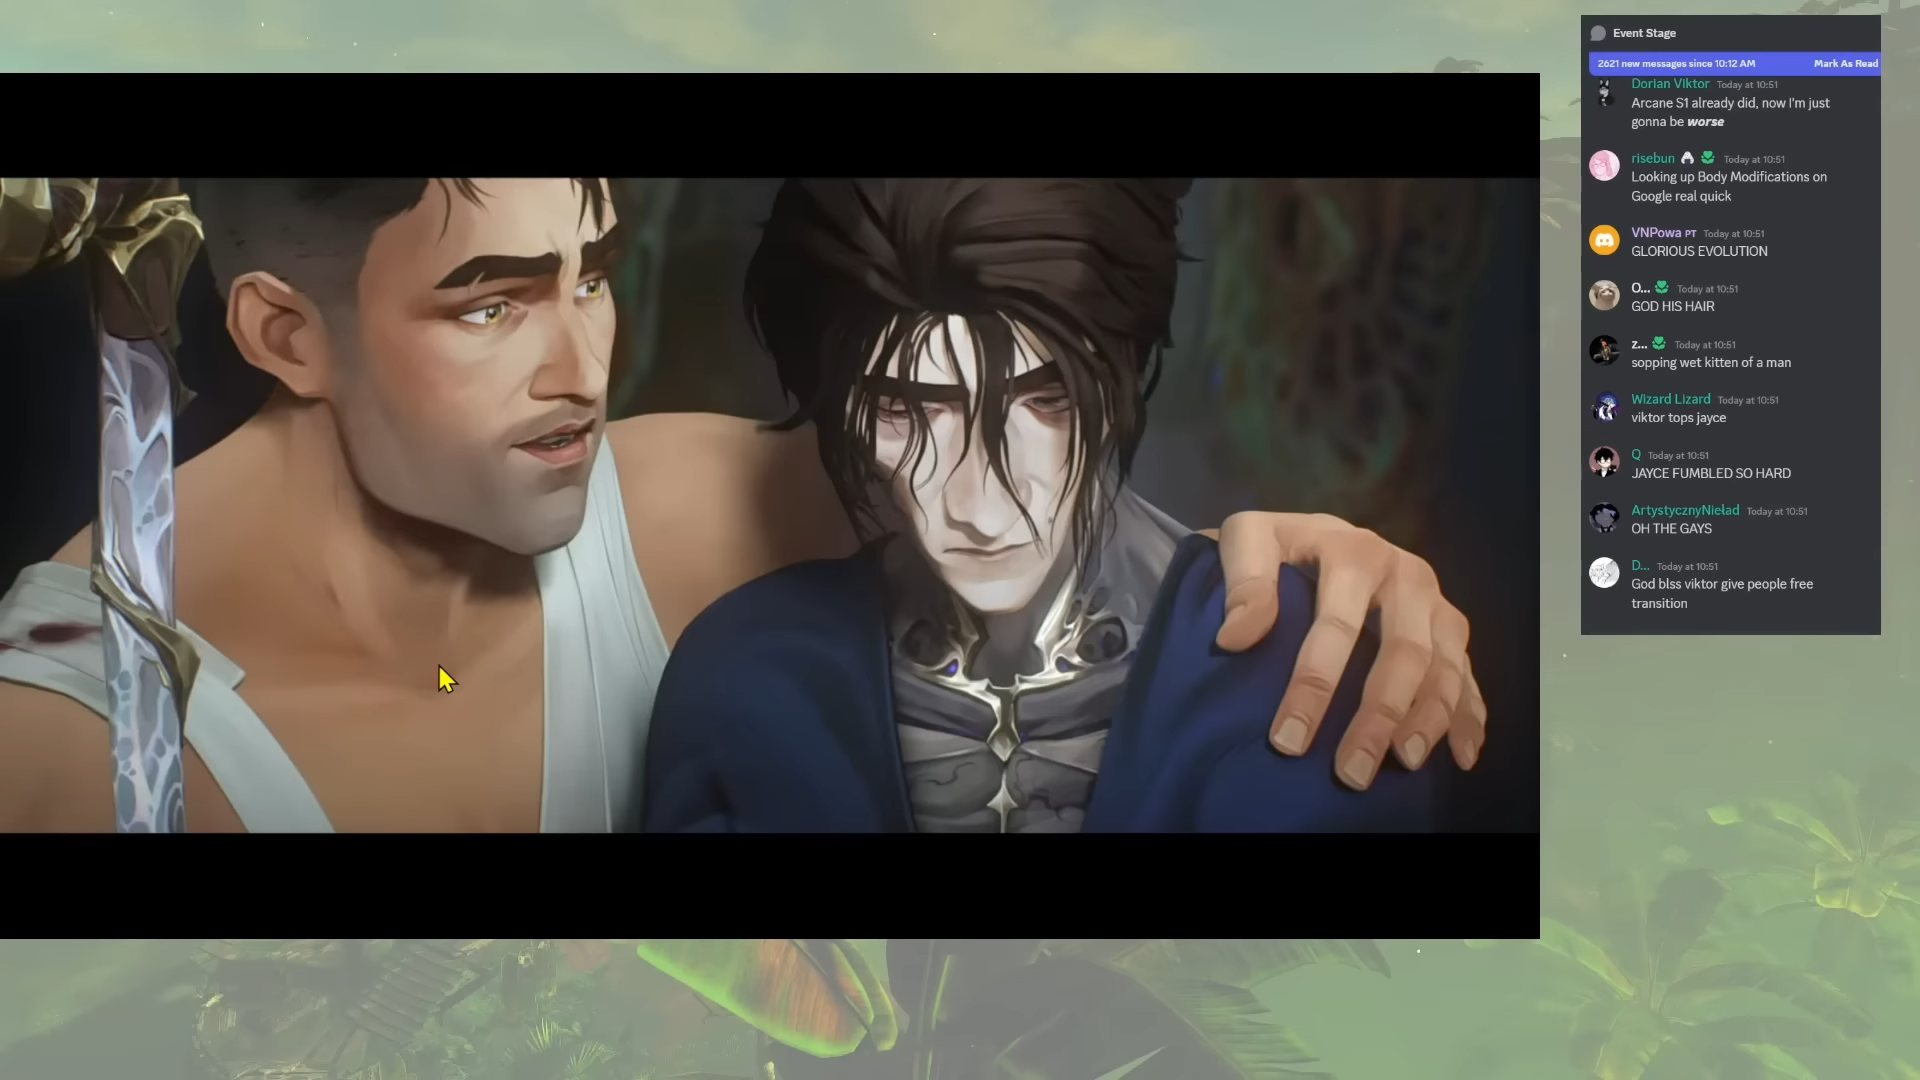 Event Stage
2621 new messages since 10:12 AM Mark As Read
Dorian Viktor Today at 10:51
Arcane S1 already did, now I'm just
gonna be worse
risebun Today at 10:51
Looking up Body Modifications on
Google real quick
VNPowa PT Today at 10:51
GLORIOUS EVOLUTION
O... Today at 10:51
GOD HIS HAIR
z... Today at 10:51
sopping wet kitten of a man
Wizard Lizard Today at 10:51
viktor tops jayce
Q Today at 10:51
JAYCE FUMBLED SO HARD
ArtystycznyNieład Today at 10:51
OH THE GAYS
D... Today at 10:51
God blss viktor give people free
transition